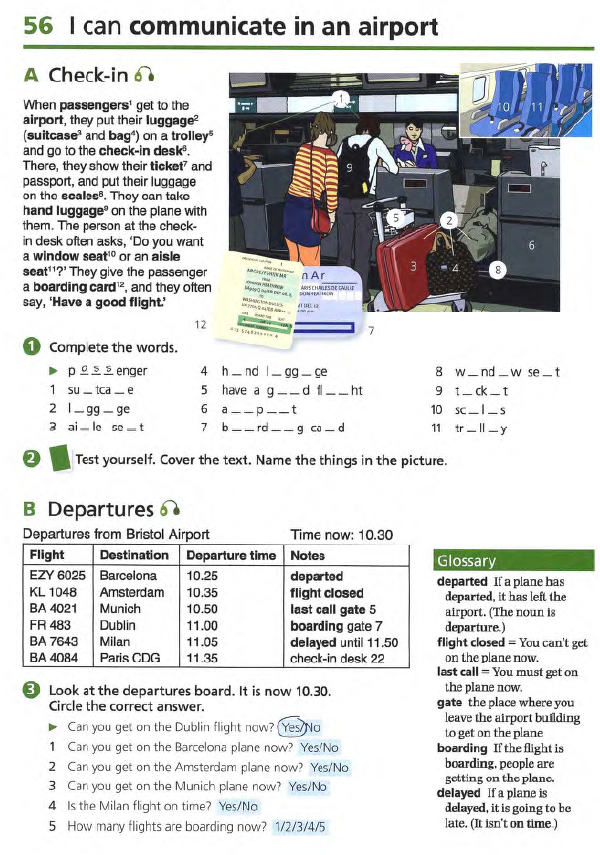 56 I can communicate in an airport
A Check-in
When passengers¹ get to the
airport, they put their luggage²
(suitcase³ and bag⁴) on a trolley⁵
and go to the check-in desk⁶.
There, they show their ticket⁷ and
passport, and put their luggage
on the scales⁸. They can take
hand luggage⁹ on the plane with
them. The person at the check-
in desk often asks, 'Do you want
a window seat¹⁰ or an aisle
seat¹¹?' They give the passenger
a boarding card¹², and they often
say, 'Have a good flight.'
1
10
11
9
5
2
6
3
4
8
12
7
1 Complete the words.
▶ p a s s enger
1 su _ tca _ e
2 l _ gg _ ge
3 ai _ le se _ t
4 h _ nd l _ gg _ ge
5 have a g _ _ d fl _ _ ht
6 a _ _ p _ _ t
7 b _ _ rd _ _ g ca _ d
8 w _ nd _ w se _ t
9 t _ ck _ t
10 sc _ l _ s
11 tr _ ll _ y
2 Test yourself. Cover the text. Name the things in the picture.
B Departures
Departures from Bristol Airport Time now: 10.30
Flight Destination Departure time Notes
EZY 6025 Barcelona 10.25 departed
KL 1048 Amsterdam 10.35 flight closed
BA 4021 Munich 10.50 last call gate 5
FR 483 Dublin 11.00 boarding gate 7
BA 7643 Milan 11.05 delayed until 11.50
BA 4084 Paris CDG 11.35 check-in desk 22
3 Look at the departures board. It is now 10.30.
Circle the correct answer.
▶ Can you get on the Dublin flight now? Yes/No
1 Can you get on the Barcelona plane now? Yes/No
2 Can you get on the Amsterdam plane now? Yes/No
3 Can you get on the Munich plane now? Yes/No
4 Is the Milan flight on time? Yes/No
5 How many flights are boarding now? 1/2/3/4/5
Glossary
departed If a plane has
departed, it has left the
airport. (The noun is
departure.)
flight closed = You can't get
on the plane now.
last call = You must get on
the plane now.
gate the place where you
leave the airport building
to get on the plane
boarding If the flight is
boarding, people are
getting on the plane.
delayed If a plane is
delayed, it is going to be
late. (It isn't on time.)